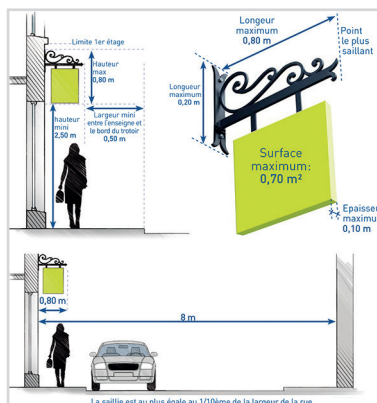 Limite 1er étage
Hauteur
max
0,80 m
hauteur
mini
2,50 m
Largeur mini
entre l'enseigne et
le bord du trotoir
0,50 m
Longeur
maximum
0,80 m
Point
le plus
saillant
Longueur
maximum
0,20 m
Surface
maximum:
0,70 m²
Epaisseur
maximum
0,10 m
0,80 m
8 m
La saillie est au plus égale au 1/10ème de la largeur de la rue